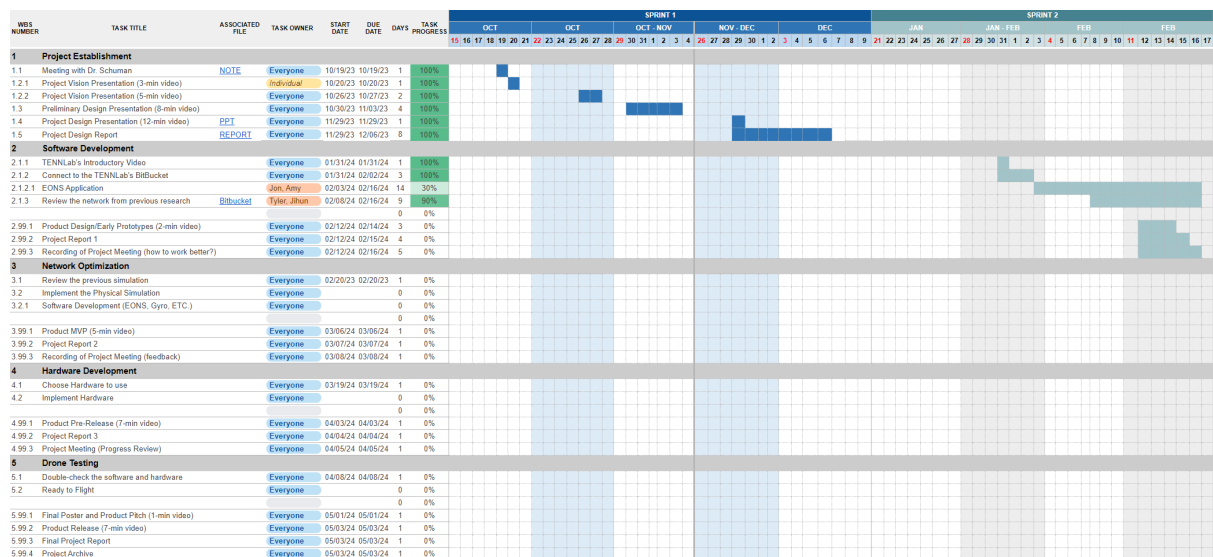 SPRINT 1 SPRINT 2
WBS NUMBER TASK TITLE ASSOCIATED FILE TASK OWNER START DATE DUE DATE DAYS TASK PROGRESS OCT OCT OCT - NOV NOV - DEC DEC JAN JAN - FEB FEB FEB
15 16 17 18 19 20 21 22 23 24 25 26 27 28 29 30 31 1 2 3 4 26 27 28 29 30 1 2 3 4 5 6 7 8 9 21 22 23 24 25 26 27 28 29 30 31 1 2 3 4 5 6 7 8 9 10 11 12 13 14 15 16 17
1 Project Establishment
1.1 Meeting with Dr. Schuman NOTE Everyone 10/19/23 10/19/23 1 100%
1.2.1 Project Vision Presentation (3-min video) Individual 10/20/23 10/20/23 1 100%
1.2.2 Project Vision Presentation (5-min video) Everyone 10/26/23 10/27/23 2 100%
1.3 Preliminary Design Presentation (8-min video) Everyone 10/30/23 11/03/23 4 100%
1.4 Project Design Presentation (12-min video) PPT Everyone 11/29/23 11/29/23 1 100%
1.5 Project Design Report REPORT Everyone 11/29/23 12/06/23 8 100%
2 Software Development
2.1.1 TENNLab's Introductory Video Everyone 01/31/24 01/31/24 1 100%
2.1.2 Connect to the TENNLab's BitBucket Everyone 01/31/24 02/02/24 3 100%
2.1.2.1 EONS Application Jon, Amy 02/03/24 02/16/24 14 30%
2.1.3 Review the network from previous research Bitbucket Tyler, Jihun 02/08/24 02/16/24 9 90%
0 0%
2.99.1 Product Design/Early Prototypes (2-min video) Everyone 02/12/24 02/14/24 3 0%
2.99.2 Project Report 1 Everyone 02/12/24 02/15/24 4 0%
2.99.3 Recording of Project Meeting (how to work better?) Everyone 02/12/24 02/16/24 5 0%
3 Network Optimization
3.1 Review the previous simulation Everyone 02/20/23 02/20/23 1 0%
3.2 Implement the Physical Simulation Everyone 0 0%
3.2.1 Software Development (EONS, Gyro, ETC.) Everyone 0 0%
0 0%
3.99.1 Product MVP (5-min video) Everyone 03/06/24 03/06/24 1 0%
3.99.2 Project Report 2 Everyone 03/07/24 03/07/24 1 0%
3.99.3 Recording of Project Meeting (feedback) Everyone 03/08/24 03/08/24 1 0%
4 Hardware Development
4.1 Choose Hardware to use Everyone 03/19/24 03/19/24 1 0%
4.2 Implement Hardware Everyone 0 0%
0 0%
4.99.1 Product Pre-Release (7-min video) Everyone 04/03/24 04/03/24 1 0%
4.99.2 Project Report 3 Everyone 04/04/24 04/04/24 1 0%
4.99.3 Project Meeting (Progress Review) Everyone 04/05/24 04/05/24 1 0%
5 Drone Testing
5.1 Double-check the software and hardware Everyone 04/08/24 04/08/24 1 0%
5.2 Ready to Flight Everyone 0 0%
0 0%
5.99.1 Final Poster and Product Pitch (1-min video) Everyone 05/01/24 05/01/24 1 0%
5.99.2 Product Release (7-min video) Everyone 05/03/24 05/03/24 1 0%
5.99.3 Final Project Report Everyone 05/03/24 05/03/24 1 0%
5.99.4 Project Archive Everyone 05/03/24 05/03/24 1 0%